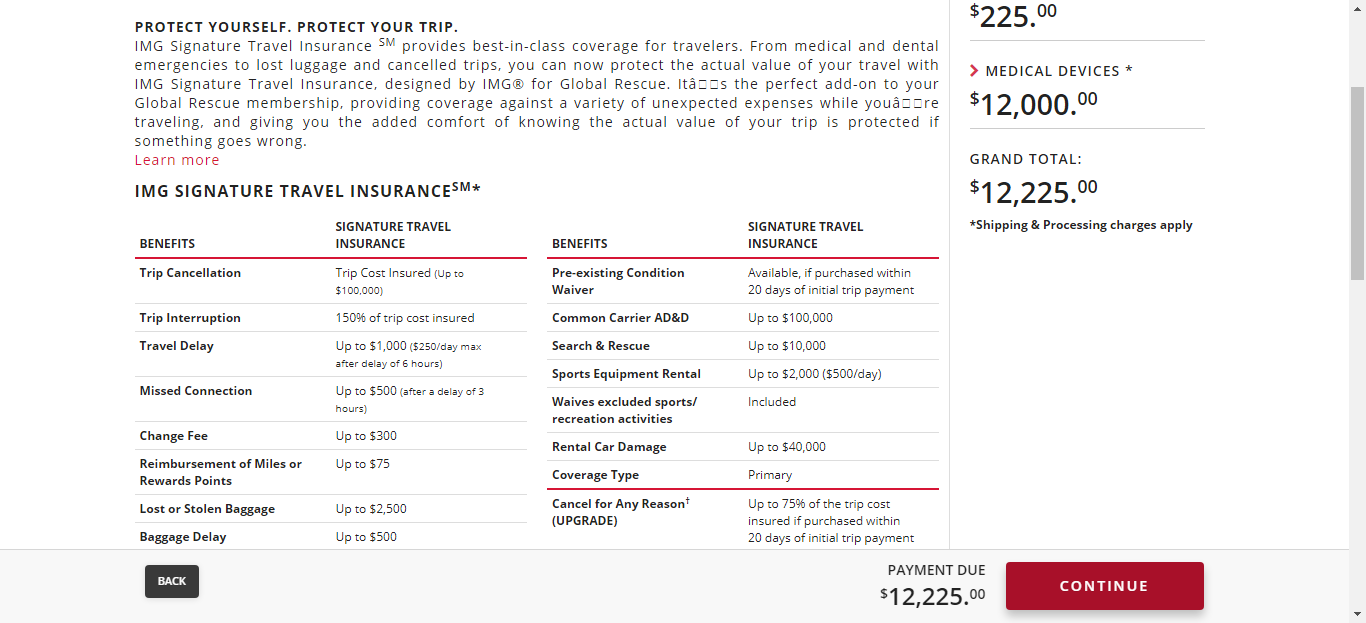 PROTECT YOURSELF. PROTECT YOUR TRIP.
IMG Signature Travel Insurance SM provides best-in-class coverage for travelers. From medical and dental
emergencies to lost luggage and cancelled trips, you can now protect the actual value of your travel with
IMG Signature Travel Insurance, designed by IMG® for Global Rescue. Itâ□□s the perfect add-on to your
Global Rescue membership, providing coverage against a variety of unexpected expenses while youâ□□re
traveling, and giving you the added comfort of knowing the actual value of your trip is protected if
something goes wrong.
Learn more
IMG SIGNATURE TRAVEL INSURANCESM*
BENEFITS
SIGNATURE TRAVEL
INSURANCE
Trip Cancellation
Trip Cost Insured (Up to
$100,000)
Trip Interruption
150% of trip cost insured
Travel Delay
Up to $1,000 ($250/day max
after delay of 6 hours)
Missed Connection
Up to $500 (after a delay of 3
hours)
Change Fee
Up to $300
Reimbursement of Miles or
Rewards Points
Up to $75
Lost or Stolen Baggage
Up to $2,500
Baggage Delay
Up to $500
BENEFITS
SIGNATURE TRAVEL
INSURANCE
Pre-existing Condition
Waiver
Available, if purchased within
20 days of initial trip payment
Common Carrier AD&D
Up to $100,000
Search & Rescue
Up to $10,000
Sports Equipment Rental
Up to $2,000 ($500/day)
Waives excluded sports/
recreation activities
Included
Rental Car Damage
Up to $40,000
Coverage Type
Primary
Cancel for Any Reason†
(UPGRADE)
Up to 75% of the trip cost
insured if purchased within
20 days of initial trip payment
$225.00
MEDICAL DEVICES *
$12,000.00
GRAND TOTAL:
$12,225.00
*Shipping & Processing charges apply
BACK
PAYMENT DUE
$12,225.00
CONTINUE